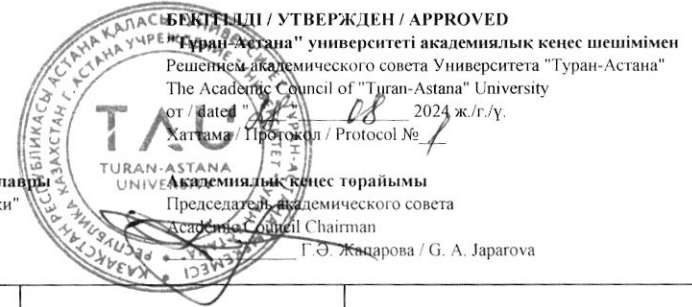 БЕКІТІЛДІ / УТВЕРЖДЕН / APPROVED
"Тұран-Астана" университеті академиялық кеңес шешімімен
Решением академического совета Университета "Туран-Астана"
The Academic Council of "Turan-Astana" University
от / dated " " 08 2024 ж./г./y.
Хаттама / Протокол / Protocol № 1
TAU
TURAN-ASTANA
UNIVERSITY
лавры
ки"
Академиялық кеңес төрайымы
Председатель академического совета
Academic Council Chairman
Г.Ә. Жапарова / G. A. Japarova